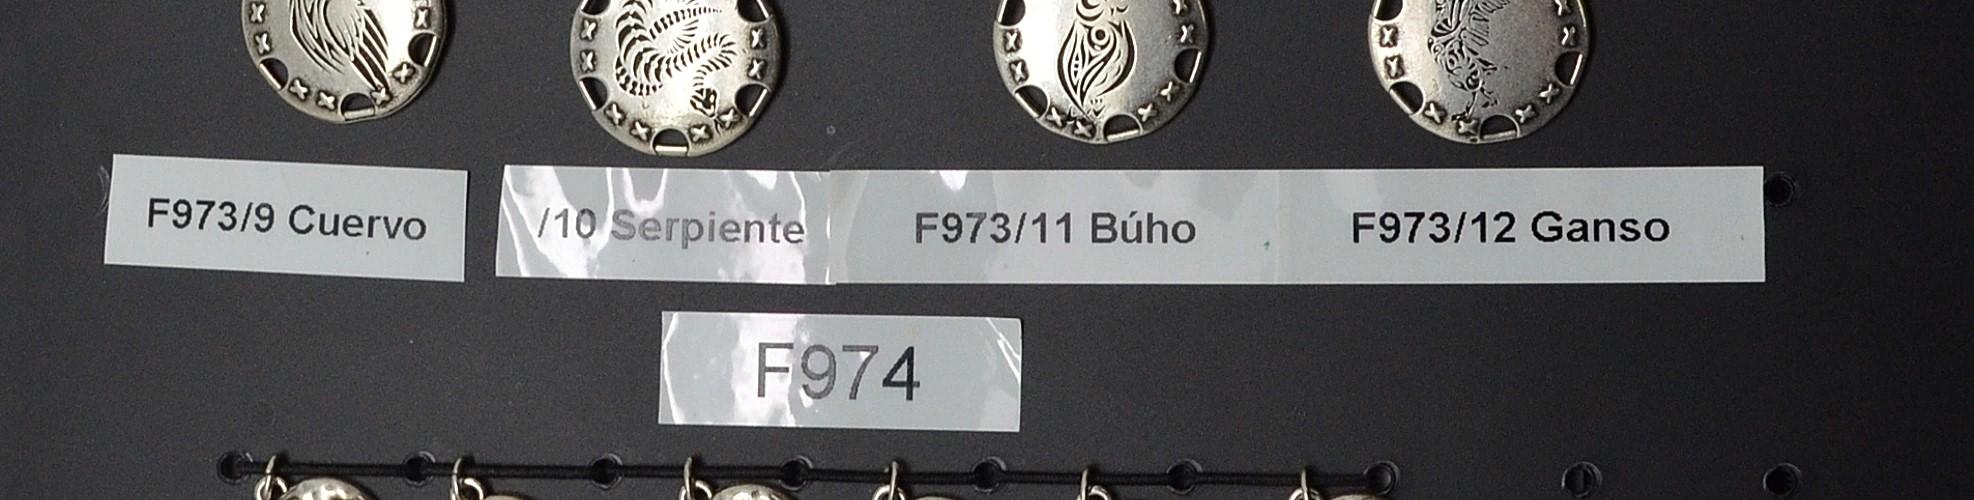 F973/9 Cuervo
/10 Serpiente
F973/11 Búho
F973/12 Ganso
F974